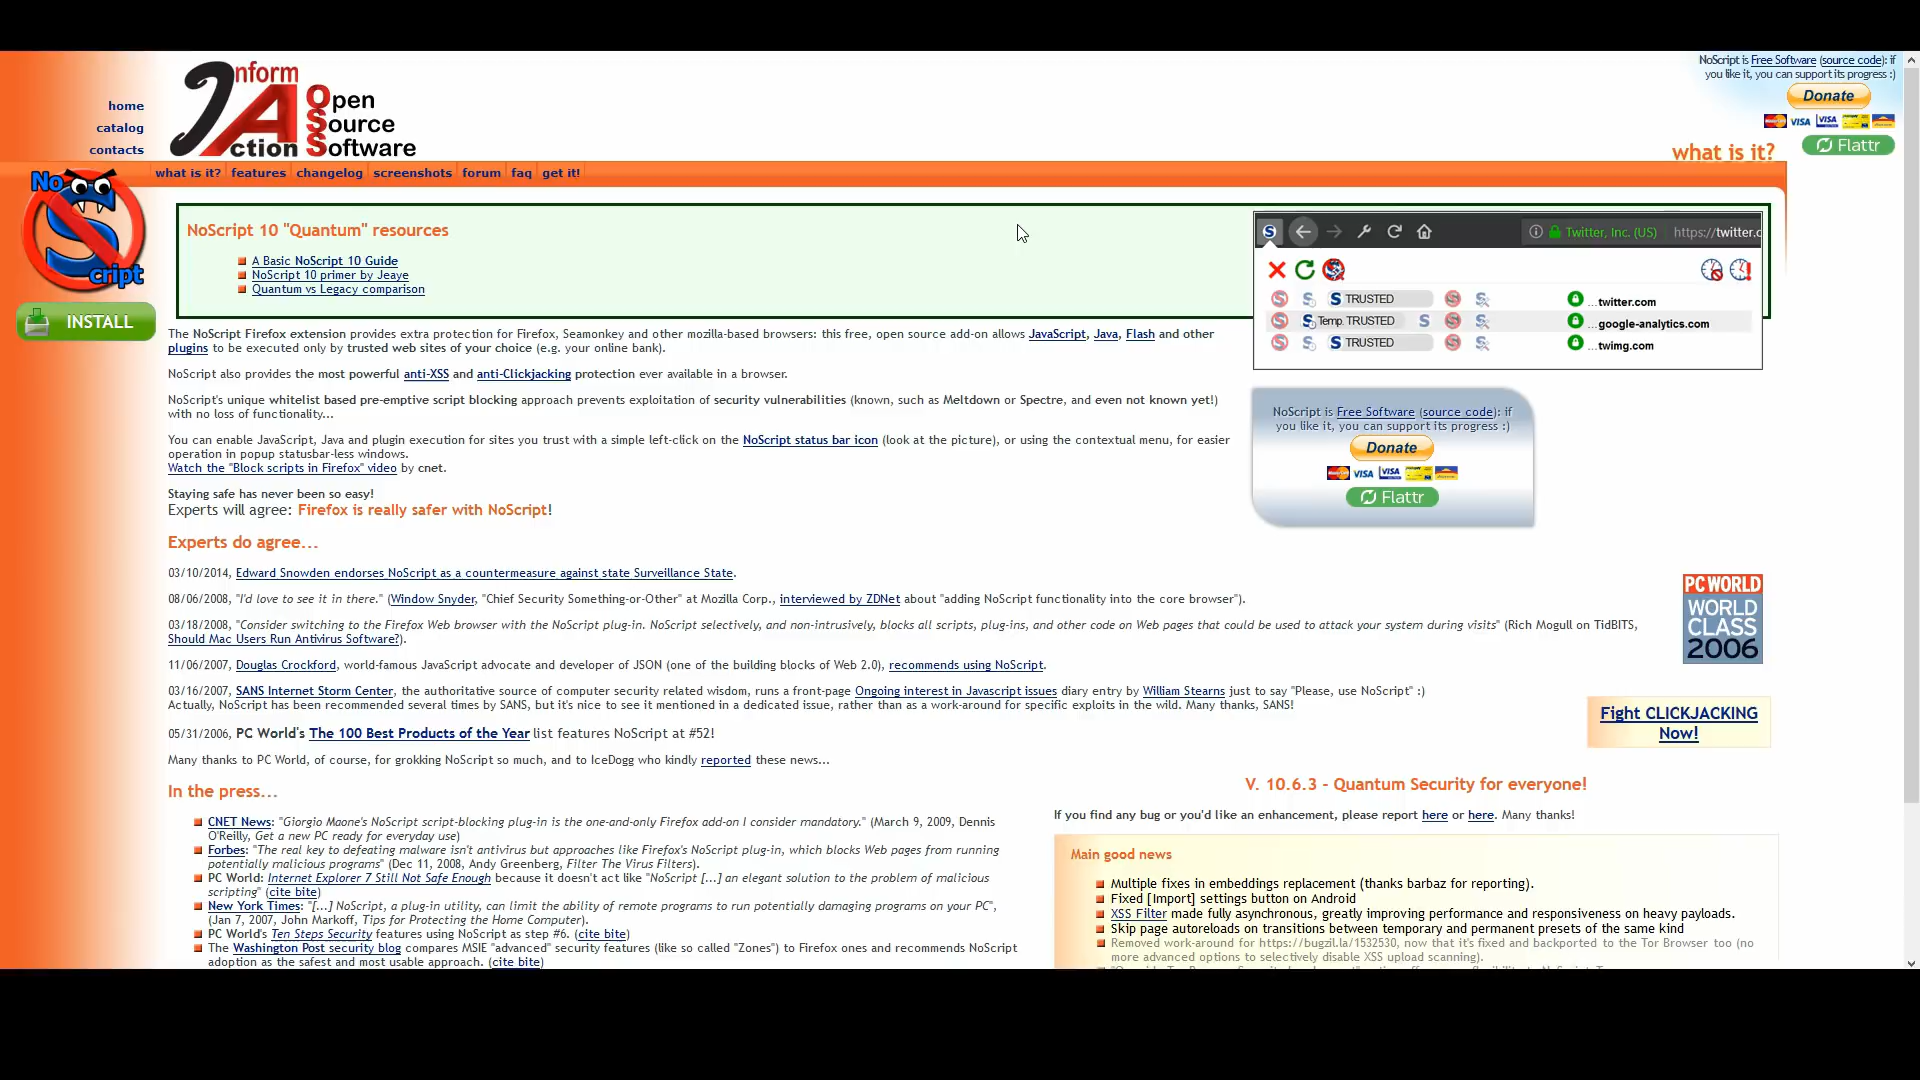 home
catalog
contacts
Inform
Action
Open
Source
Software
NoScript is Free Software (source code): if
you like it, you can support its progress :)
Donate
VISA VISA
Flattr
what is it?
what is it? features changelog screenshots forum faq get it!
No
Script
INSTALL
NoScript 10 "Quantum" resources
A Basic NoScript 10 Guide
NoScript 10 primer by Jeaye
Quantum vs Legacy comparison
Twitter, Inc. (US) https://twitter.c
TRUSTED ...twitter.com
Temp. TRUSTED ...google-analytics.com
TRUSTED ...twimg.com
The NoScript Firefox extension provides extra protection for Firefox, Seamonkey and other mozilla-based browsers: this free, open source add-on allows JavaScript, Java, Flash and other
plugins to be executed only by trusted web sites of your choice (e.g. your online bank).
NoScript also provides the most powerful anti-XSS and anti-Clickjacking protection ever available in a browser.
NoScript's unique whitelist based pre-emptive script blocking approach prevents exploitation of security vulnerabilities (known, such as Meltdown or Spectre, and even not known yet!)
with no loss of functionality...
You can enable JavaScript, Java and plugin execution for sites you trust with a simple left-click on the NoScript status bar icon (look at the picture), or using the contextual menu, for easier
operation in popup statusbar-less windows.
Watch the "Block scripts in Firefox" video by cnet.
Staying safe has never been so easy!
Experts will agree: Firefox is really safer with NoScript!
NoScript is Free Software (source code): if
you like it, you can support its progress :)
Donate
VISA VISA
Flattr
Experts do agree...
03/10/2014, Edward Snowden endorses NoScript as a countermeasure against state Surveillance State.
08/06/2008, "I'd love to see it in there." (Window Snyder, "Chief Security Something-or-Other" at Mozilla Corp., interviewed by ZDNet about "adding NoScript functionality into the core browser").
03/18/2008, "Consider switching to the Firefox Web browser with the NoScript plug-in. NoScript selectively, and non-intrusively, blocks all scripts, plug-ins, and other code on Web pages that could be used to attack your system during visits" (Rich Mogull on TidBITS,
Should Mac Users Run Antivirus Software?).
11/06/2007, Douglas Crockford, world-famous JavaScript advocate and developer of JSON (one of the building blocks of Web 2.0), recommends using NoScript.
03/16/2007, SANS Internet Storm Center, the authoritative source of computer security related wisdom, runs a front-page Ongoing interest in Javascript issues diary entry by William Stearns just to say "Please, use NoScript" :)
Actually, NoScript has been recommended several times by SANS, but it's nice to see it mentioned in a dedicated issue, rather than as a work-around for specific exploits in the wild. Many thanks, SANS!
05/31/2006, PC World's The 100 Best Products of the Year list features NoScript at #52!
Many thanks to PC World, of course, for grokking NoScript so much, and to IceDogg who kindly reported these news...
PC WORLD
WORLD
CLASS
2006
Fight CLICKJACKING
Now!
In the press...
CNET News: "Giorgio Maone's NoScript script-blocking plug-in is the one-and-only Firefox add-on I consider mandatory." (March 9, 2009, Dennis
O'Reilly, Get a new PC ready for everyday use)
Forbes: "The real key to defeating malware isn't antivirus but approaches like Firefox's NoScript plug-in, which blocks Web pages from running
potentially malicious programs" (Dec 11, 2008, Andy Greenberg, Filter The Virus Filters).
PC World: Internet Explorer 7 Still Not Safe Enough because it doesn't act like "NoScript [...] an elegant solution to the problem of malicious
scripting" (cite bite)
New York Times: "[...] NoScript, a plug-in utility, can limit the ability of remote programs to run potentially damaging programs on your PC",
(Jan 7, 2007, John Markoff, Tips for Protecting the Home Computer).
PC World's Ten Steps Security features using NoScript as step #6. (cite bite)
The Washington Post security blog compares MSIE "advanced" security features (like so called "Zones") to Firefox ones and recommends NoScript
adoption as the safest and most usable approach. (cite bite)
V. 10.6.3 - Quantum Security for everyone!
If you find any bug or you'd like an enhancement, please report here or here. Many thanks!
Main good news
Multiple fixes in embeddings replacement (thanks barbaz for reporting).
Fixed [Import] settings button on Android
XSS Filter made fully asynchronous, greatly improving performance and responsiveness on heavy payloads.
Skip page autoreloads on transitions between temporary and permanent presets of the same kind
Removed work-around for https://bugzil.la/1532530, now that it's fixed and backported to the Tor Browser too (no
more advanced options to selectively disable XSS upload scanning).